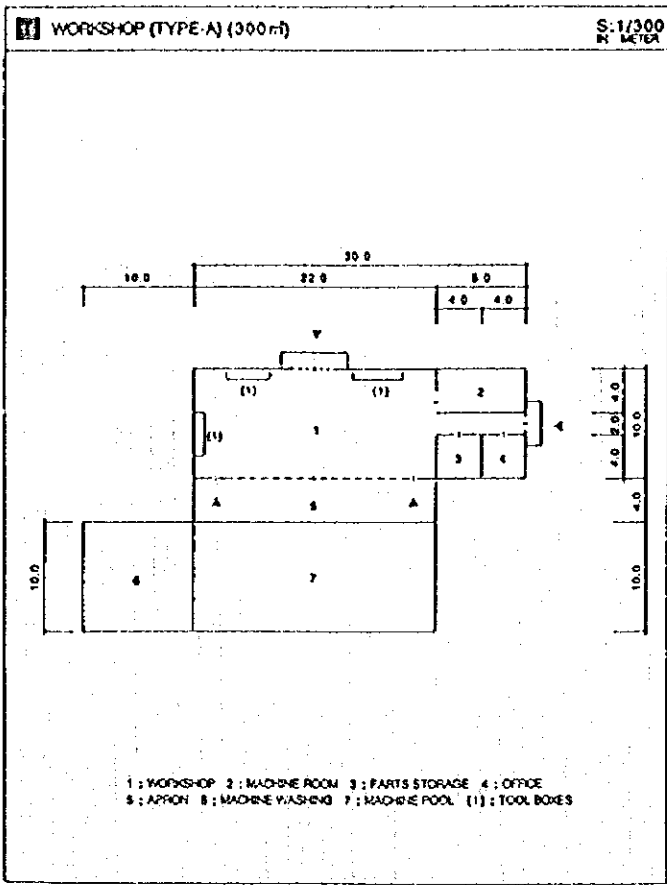 WORKSHOP (TYPE-A) (300㎡)
S:1/300
IN METER
30.0
10.0 22.0 8.0
4.0 4.0
(1) (1)
2
4.0
(1)
1
2.0
10.0
3 4
4.0
5
4.0
10.0
6
7
10.0
1 ; WORKSHOP 2 ; MACHINE ROOM 3 ; PARTS STORAGE 4 ; OFFICE
5 ; APRON 6 ; MACHINE WASHING 7 ; MACHINE POOL (1) ; TOOL BOXES